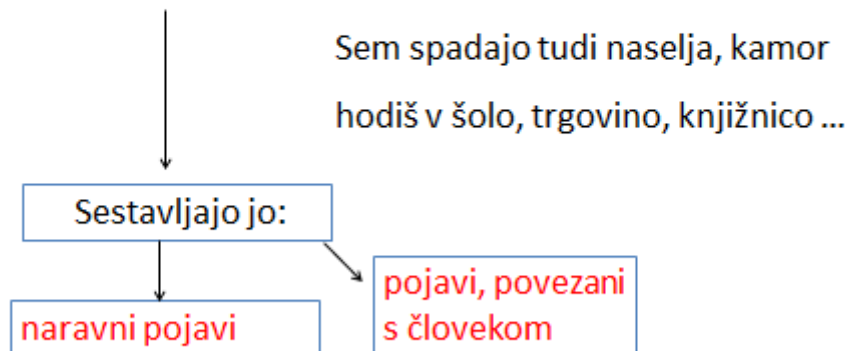 Sem spadajo tudi naselja, kamor
hodiš v šolo, trgovino, knjižnico ...
Sestavljajo jo:
pojavi, povezani
s človekom
naravni pojavi